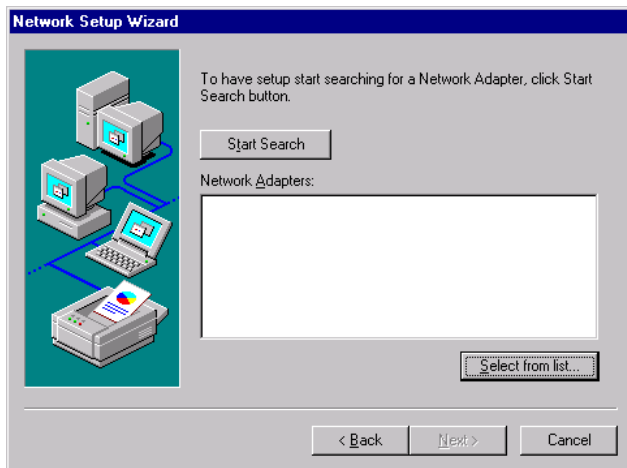 Network Setup Wizard
To have setup start searching for a Network Adapter, click Start
Search button.
Start Search
Network Adapters:
Select from list...
< Back
Next >
Cancel